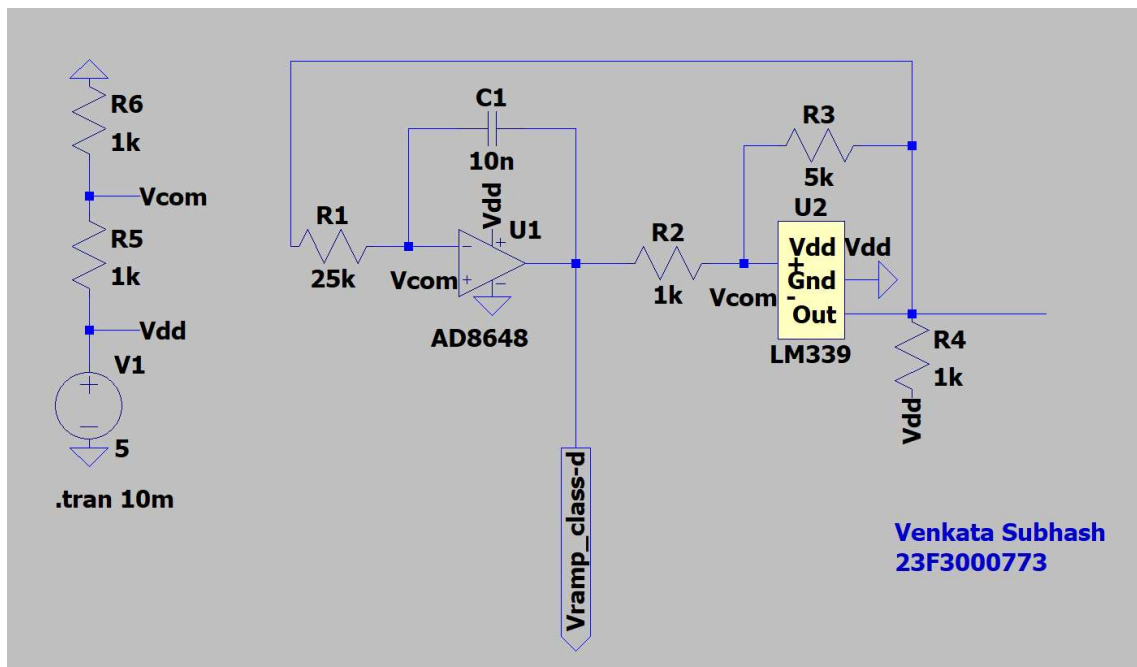 R6
1k
Vcom
R5
1k
Vdd
V1
5
.tran 10m
C1
10n
R1
25k
Vcom
Vdd
U1
AD8648
R2
1k
Vcom
R3
5k
U2
Vdd
Vdd
Gnd
Out
LM339
R4
1k
Vdd
Vramp_class-d
Venkata Subhash
23F3000773